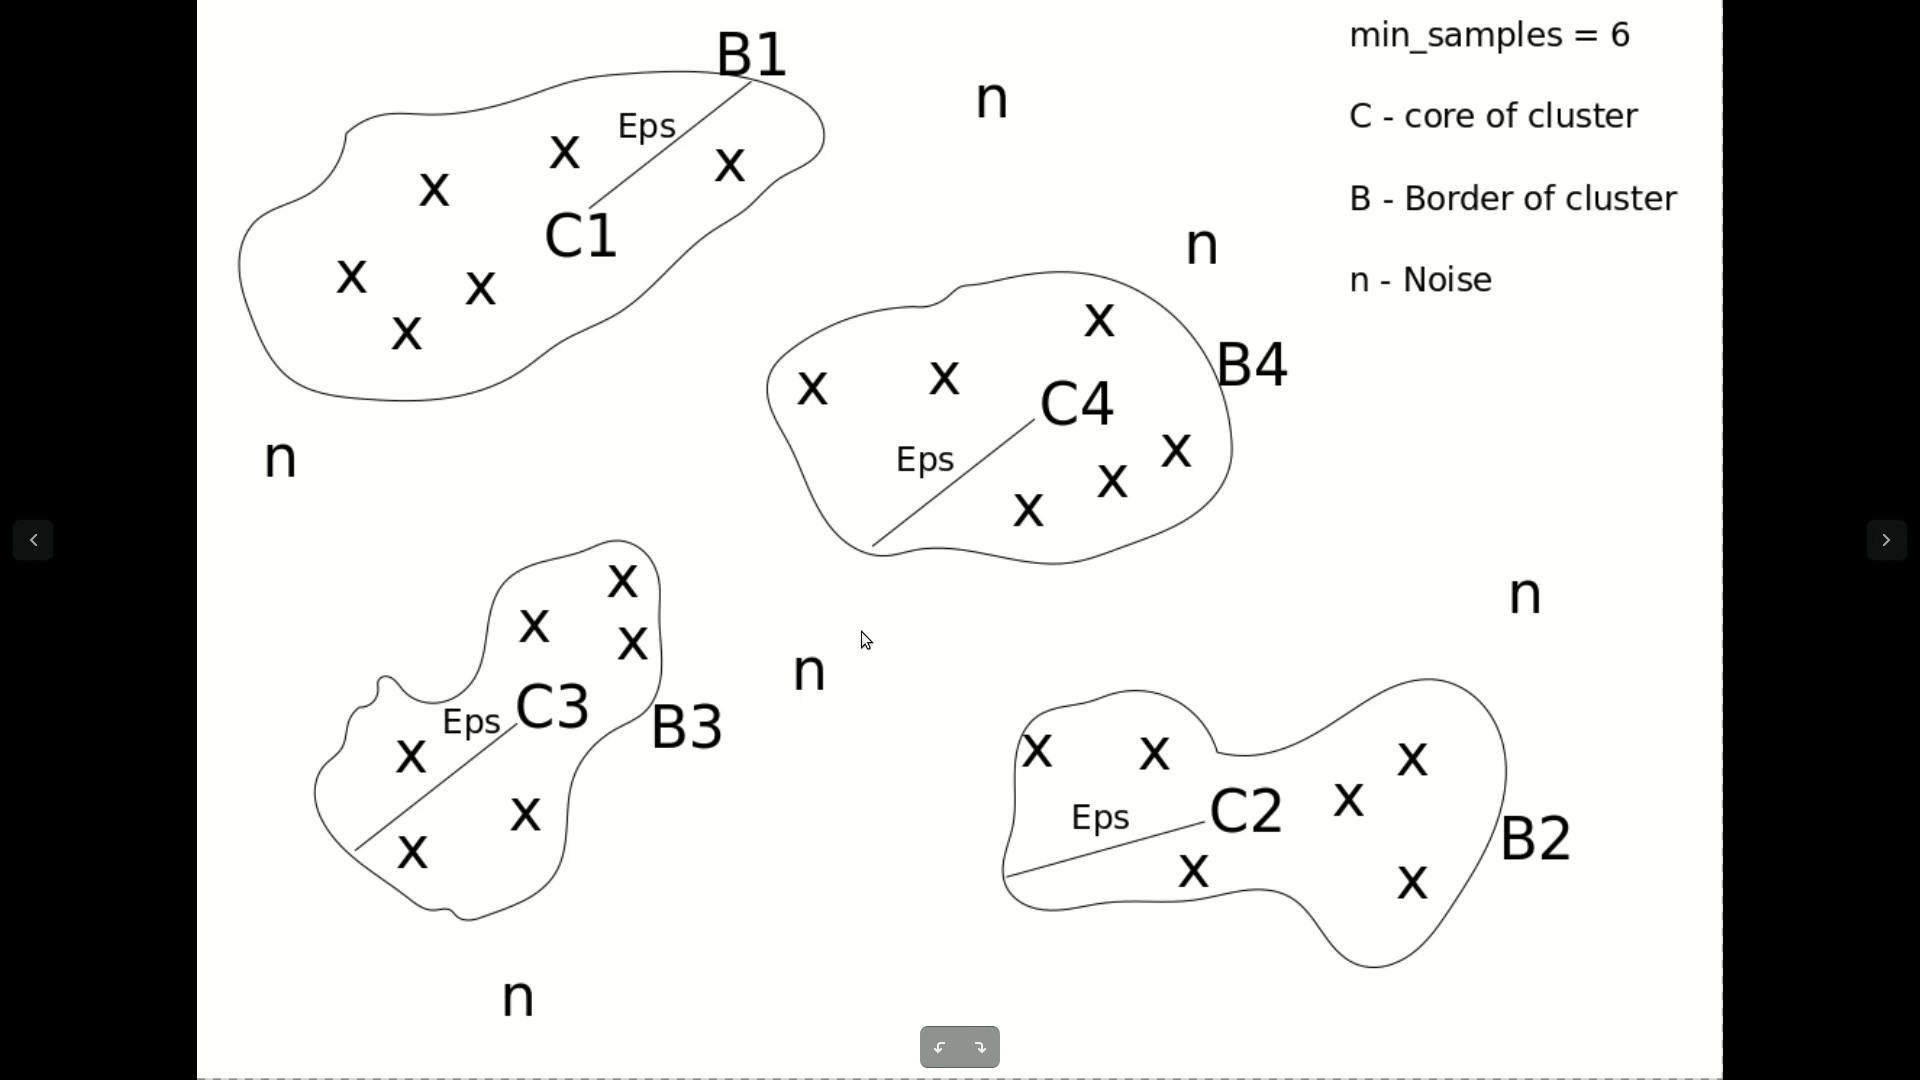 B1
min_samples = 6
n
Eps
C - core of cluster
x
x
x
B - Border of cluster
C1
n
x
x
n - Noise
x
x
B4
x
x
C4
n
Eps
x
x
x
x
n
x
x
n
C3
Eps
B3
x
x
x
x
x
x
Eps
C2
B2
x
x
x
n